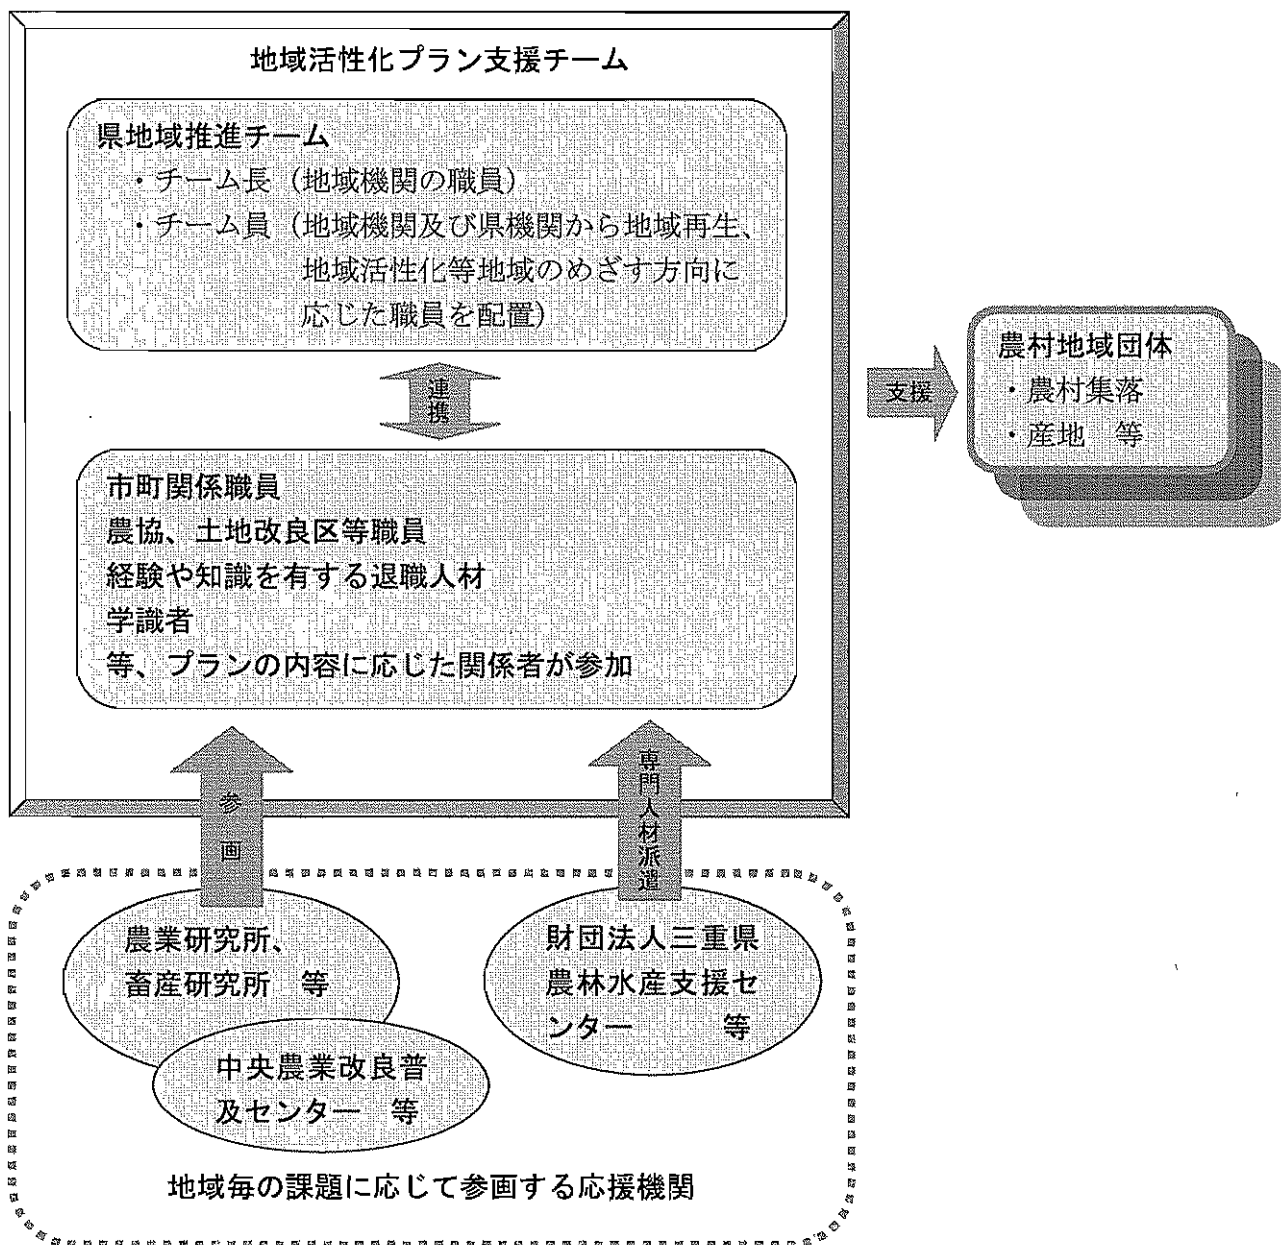 地域活性化プラン支援チーム
県地域推進チーム
・チーム長（地域機関の職員）
・チーム員（地域機関及び県機関から地域再生、
地域活性化等地域のめざす方向に
応じた職員を配置）
連携
市町関係職員
農協、土地改良区等職員
経験や知識を有する退職人材
学識者
等、プランの内容に応じた関係者が参加
支援
農村地域団体
・農村集落
・産地　等
参画
専門人材派遣
農業研究所、
畜産研究所　等
中央農業改良普
及センター　等
財団法人三重県
農林水産支援セ
ンター　　　等
地域毎の課題に応じて参画する応援機関